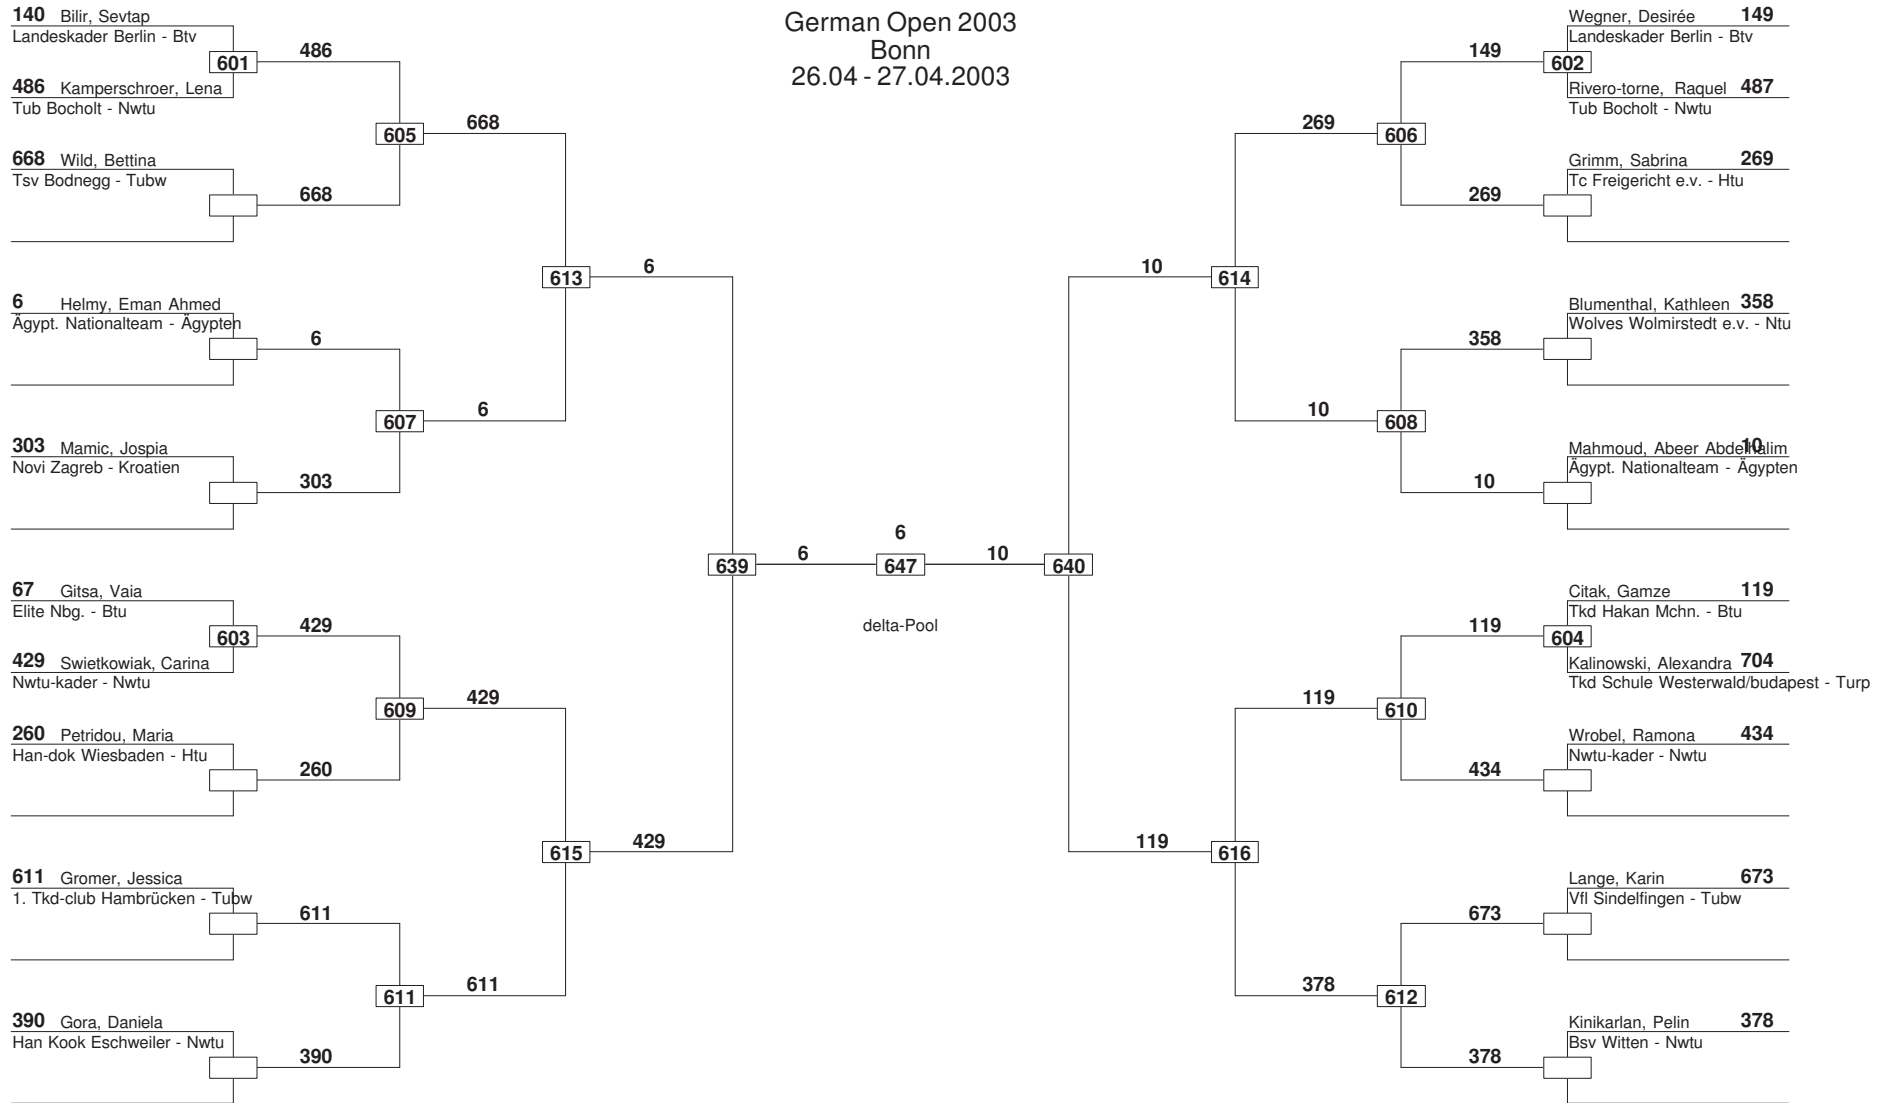 German Open 2003
Bonn
26.04 - 27.04.2003
140 Bilir, Sevtap
Landeskader Berlin - Btv
601
486
486 Kamperschroer, Lena
Tub Bocholt - Nwtu
605
668
668 Wild, Bettina
Tsv Bodnegg - Tubw
668
613
6
6 Helmy, Eman Ahmed
Ägypt. Nationalteam - Ägypten
6
607
6
303 Mamic, Jospia
Novi Zagreb - Kroatien
303
639
6
6
647
10
640
delta-Pool
67 Gitsa, Vaia
Elite Nbg. - Btu
603
429
429 Swietkowiak, Carina
Nwtu-kader - Nwtu
609
429
260 Petridou, Maria
Han-dok Wiesbaden - Htu
260
615
429
611 Gromer, Jessica
1. Tkd-club Hambrücken - Tubw
611
611
611
390 Gora, Daniela
Han Kook Eschweiler - Nwtu
390
Wegner, Desirée 149
Landeskader Berlin - Btv
149
602
Rivero-torne, Raquel 487
Tub Bocholt - Nwtu
269
606
Grimm, Sabrina 269
Tc Freigericht e.v. - Htu
269
10
614
Blumenthal, Kathleen 358
Wolves Wolmirstedt e.v. - Ntu
358
10
608
Mahmoud, Abeer Abdelhalim 10
Ägypt. Nationalteam - Ägypten
10
Citak, Gamze 119
Tkd Hakan Mchn. - Btu
119
604
Kalinowski, Alexandra 704
Tkd Schule Westerwald/budapest - Turp
119
610
Wrobel, Ramona 434
Nwtu-kader - Nwtu
434
119
616
Lange, Karin 673
Vfl Sindelfingen - Tubw
673
378
612
Kinikarlan, Pelin 378
Bsv Witten - Nwtu
378